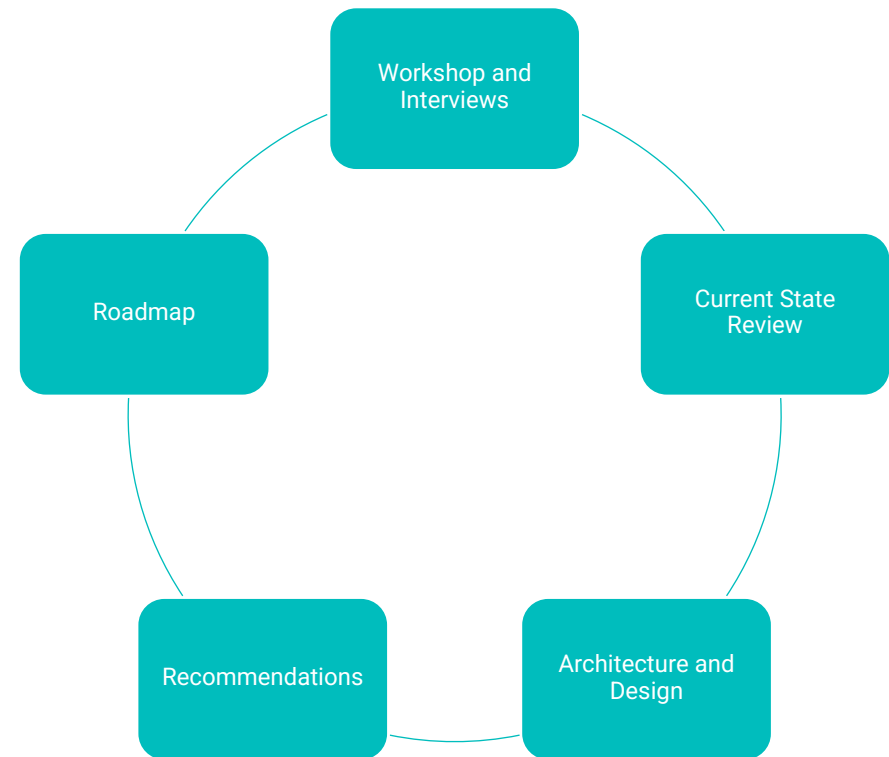 Workshop and
Interviews
Current State
Review
Architecture and
Design
Recommendations
Roadmap